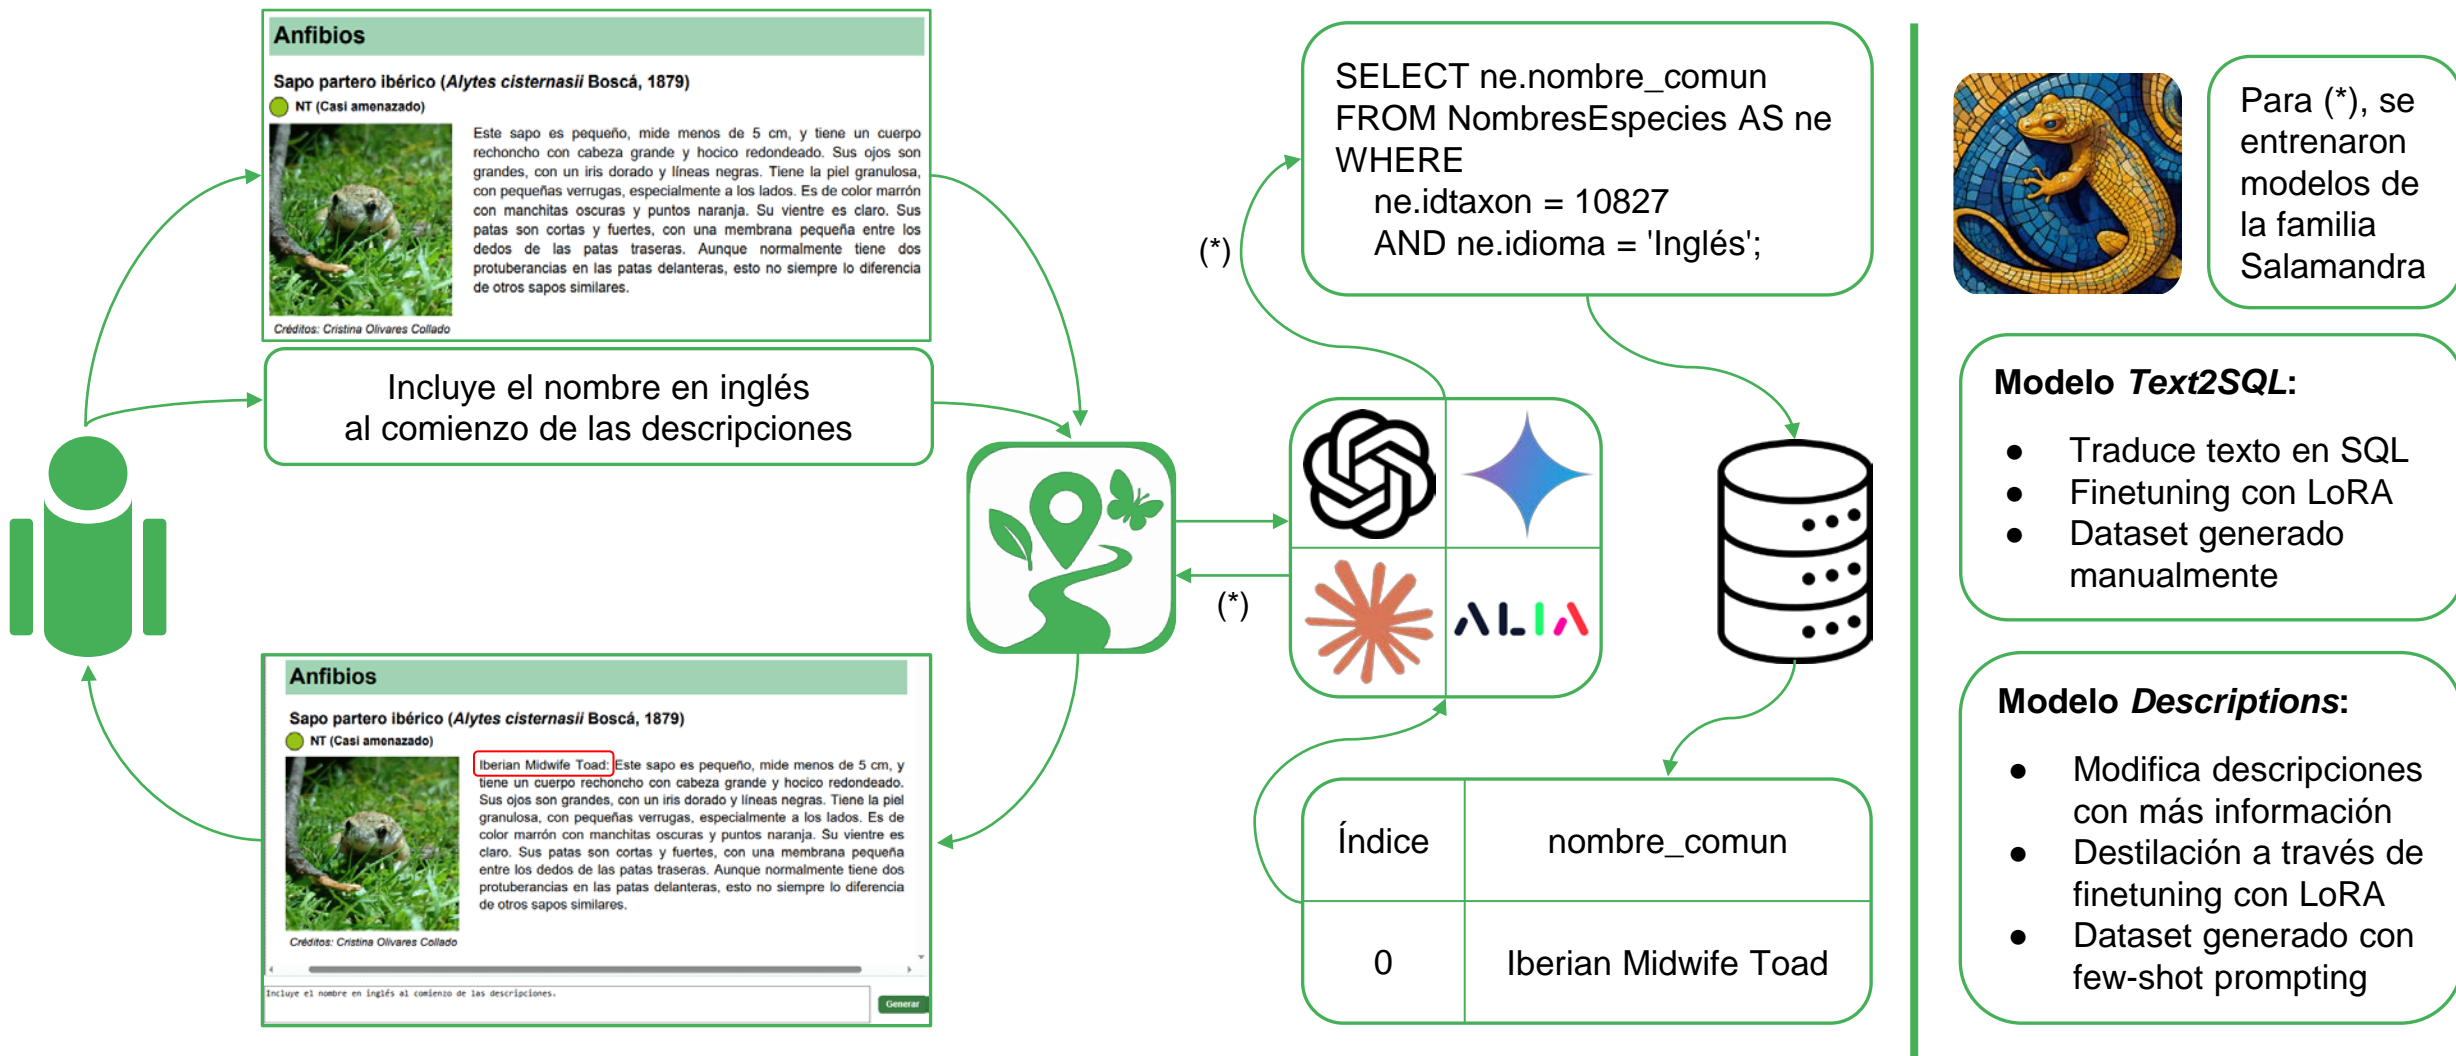 Anfibios
Sapo partero ibérico (Alytes cisternasii Boscá, 1879)
NT (Casi amenazado)
Este sapo es pequeño, mide menos de 5 cm, y tiene un cuerpo
rechoncho con cabeza grande y hocico redondeado. Sus ojos son
grandes, con un iris dorado y líneas negras. Tiene la piel granulosa,
con pequeñas verrugas, especialmente a los lados. Es de color marrón
con manchitas oscuras y puntos naranja. Su vientre es claro. Sus
patas son cortas y fuertes, con una membrana pequeña entre los
dedos de las patas traseras. Aunque normalmente tiene dos
protuberancias en las patas delanteras, esto no siempre lo diferencia
de otros sapos similares.
Créditos: Cristina Olivares Collado
Incluye el nombre en inglés
al comienzo de las descripciones
Anfibios
Sapo partero ibérico (Alytes cisternasii Boscá, 1879)
NT (Casi amenazado)
Iberian Midwife Toad: Este sapo es pequeño, mide menos de 5 cm, y
tiene un cuerpo rechoncho con cabeza grande y hocico redondeado.
Sus ojos son grandes, con un iris dorado y líneas negras. Tiene la piel
granulosa, con pequeñas verrugas, especialmente a los lados. Es de
color marrón con manchitas oscuras y puntos naranja. Su vientre es
claro. Sus patas son cortas y fuertes, con una membrana pequeña
entre los dedos de las patas traseras. Aunque normalmente tiene dos
protuberancias en las patas delanteras, esto no siempre lo diferencia
de otros sapos similares.
Créditos: Cristina Olivares Collado
Incluye el nombre en inglés al comienzo de las descripciones.
Generar
SELECT ne.nombre_comun
FROM NombresEspecies AS ne
WHERE
ne.idtaxon = 10827
AND ne.idioma = 'Inglés';
(*)
(*)
ALIA
Índice
nombre_comun
0
Iberian Midwife Toad
Para (*), se
entrenaron
modelos de
la familia
Salamandra
Modelo Text2SQL:
● Traduce texto en SQL
● Finetuning con LoRA
● Dataset generado
manualmente
Modelo Descriptions:
● Modifica descripciones
con más información
● Destilación a través de
finetuning con LoRA
● Dataset generado con
few-shot prompting